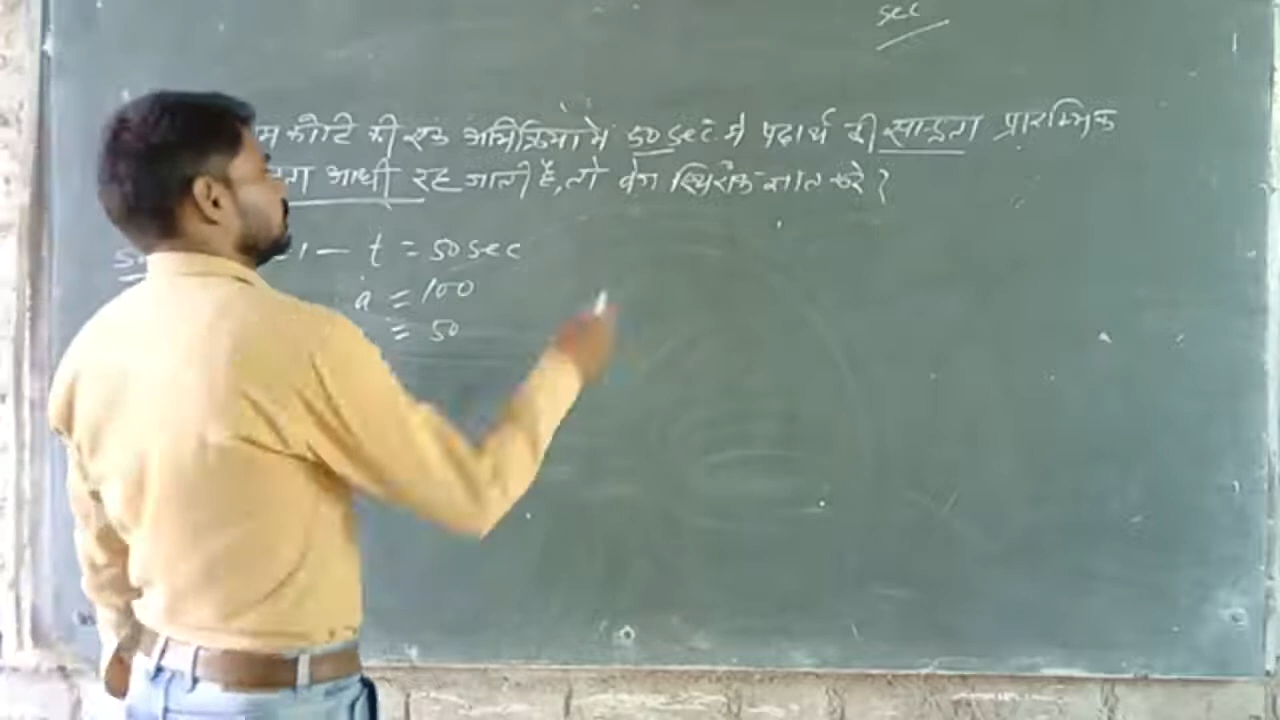 sec
म कोटि की एक अभिक्रिया मे 50 sec मे पदार्थ की सान्द्रता प्रारम्भिक
आधी रह जाती है, तो वेग स्थिरांक ज्ञात करे ?
t = 50 sec
a = 100
= 50